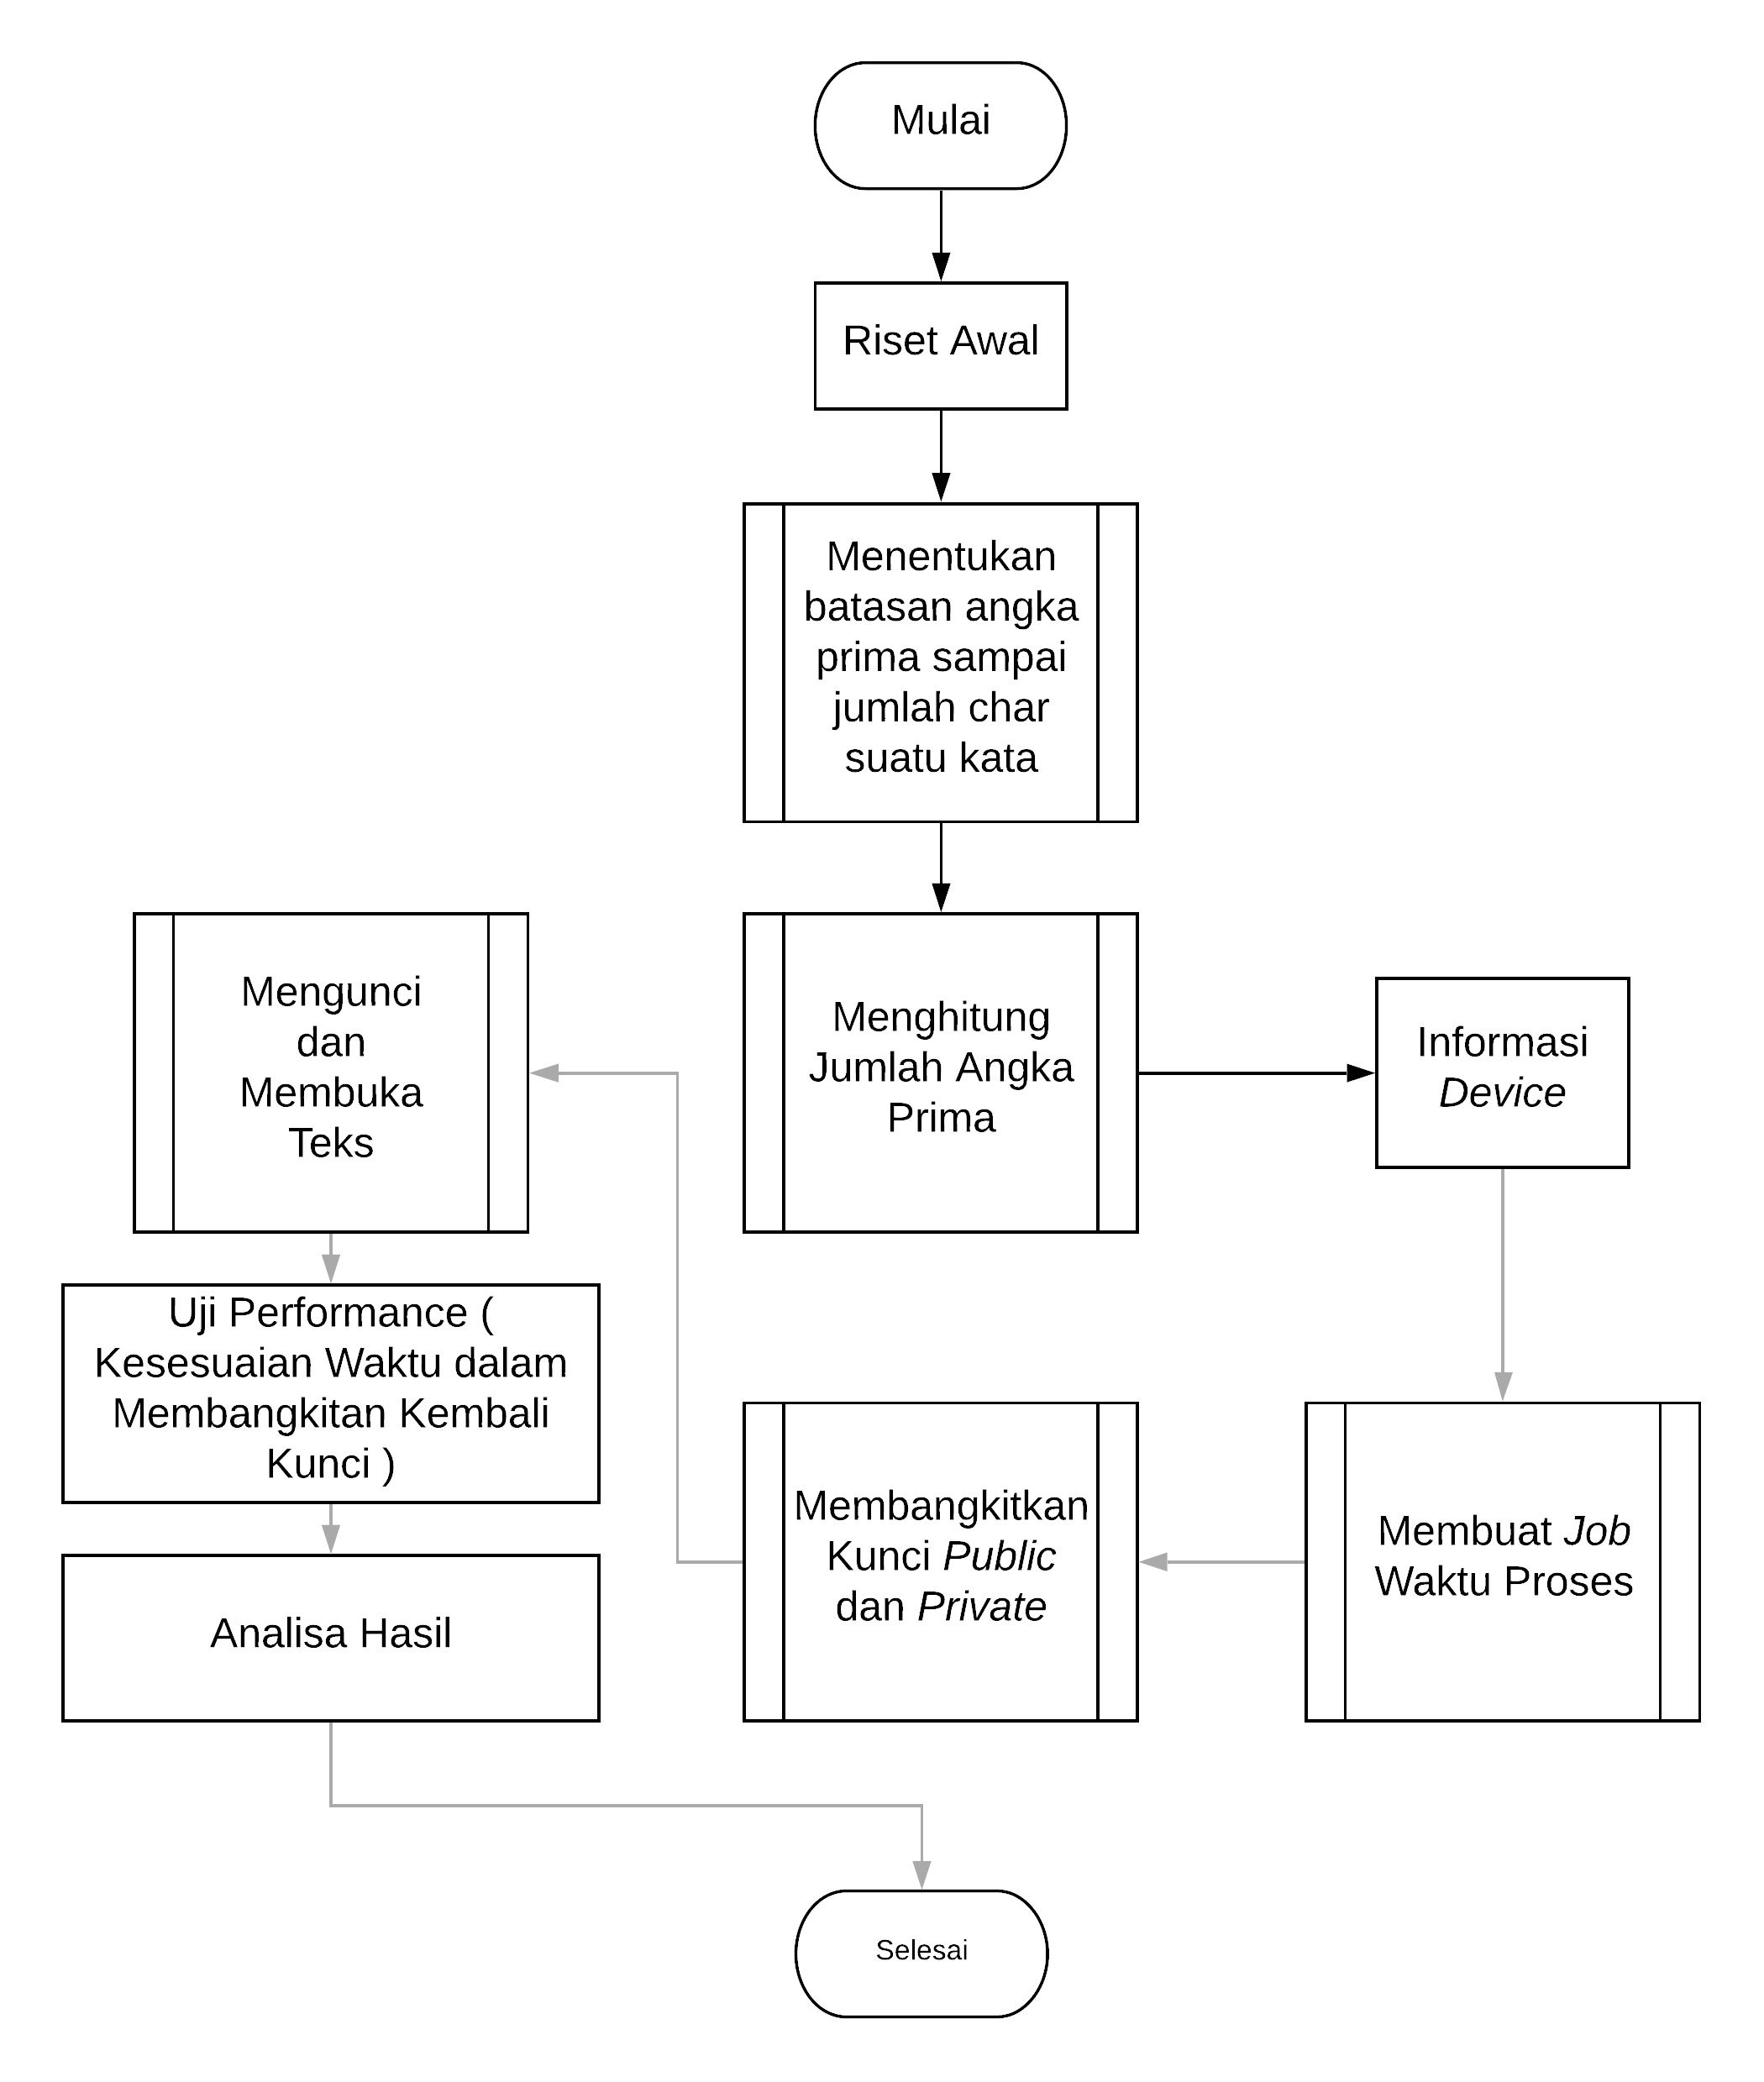 Mulai
Riset Awal
Menentukan
batasan angka
prima sampai
jumlah char
suatu kata
Menghitung
Jumlah Angka
Prima
Informasi
Device
Membuat Job
Waktu Proses
Membangkitkan
Kunci Public
dan Private
Mengunci
dan
Membuka
Teks
Uji Performance (
Kesesuaian Waktu dalam
Membangkitan Kembali
Kunci )
Analisa Hasil
Selesai